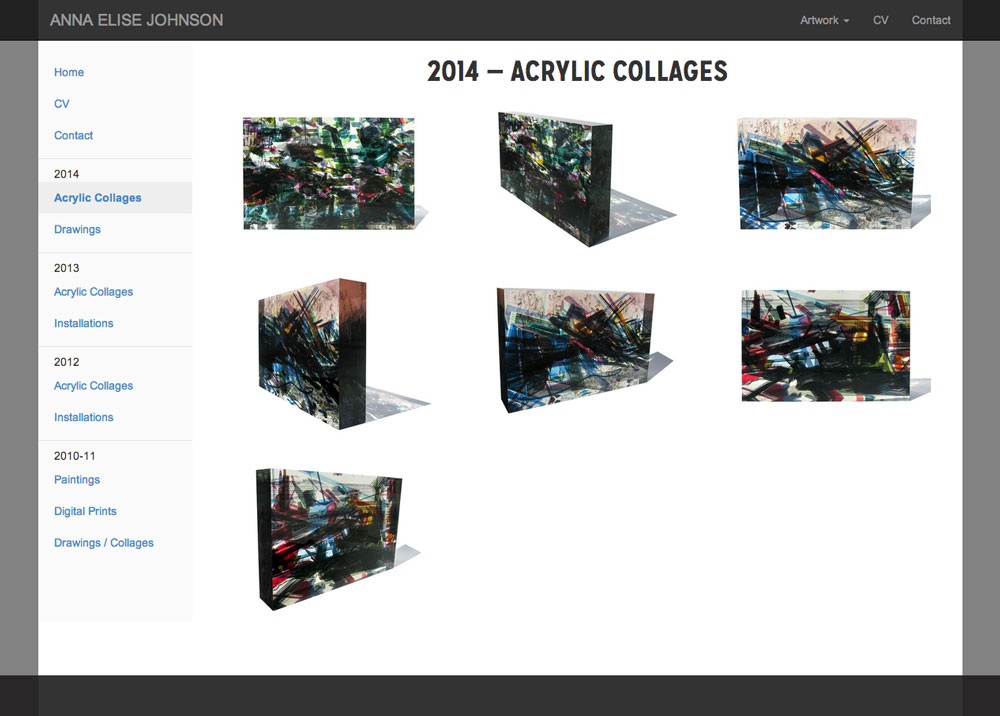 ANNA ELISE JOHNSON
Artwork CV Contact
Home
CV
Contact
2014
Acrylic Collages
Drawings
2013
Acrylic Collages
Installations
2012
Acrylic Collages
Installations
2010-11
Paintings
Digital Prints
Drawings / Collages
2014 – ACRYLIC COLLAGES